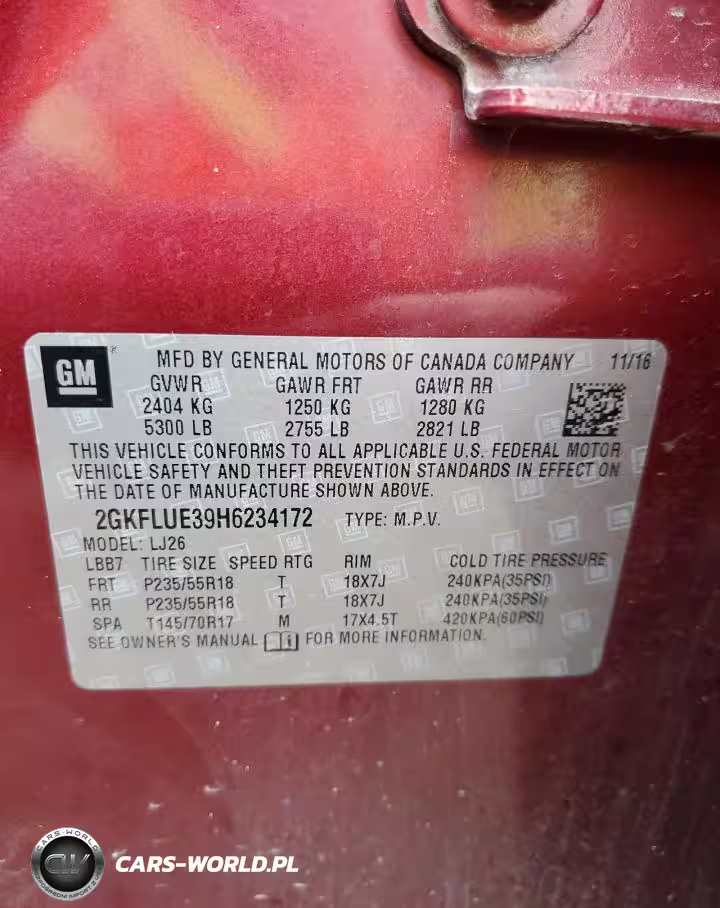 GM
MFD BY GENERAL MOTORS OF CANADA COMPANY 11/16
GVWR GAWR FRT GAWR RR
2404 KG 1250 KG 1280 KG
5300 LB 2755 LB 2821 LB
THIS VEHICLE CONFORMS TO ALL APPLICABLE U.S. FEDERAL MOTOR
VEHICLE SAFETY AND THEFT PREVENTION STANDARDS IN EFFECT ON
THE DATE OF MANUFACTURE SHOWN ABOVE.
2GKFLUE39H6234172 TYPE: M.P.V.
MODEL: LJ26
LBB7 TIRE SIZE SPEED RTG RIM COLD TIRE PRESSURE
FRT P235/55R18 T 18X7J 240KPA(35PSI)
RR P235/55R18 T 18X7J 240KPA(35PSI)
SPA T145/70R17 M 17X4.5T 420KPA(60PSI)
SEE OWNER'S MANUAL FOR MORE INFORMATION.
CARS-WORLD
CW
CARS-WORLD.PL